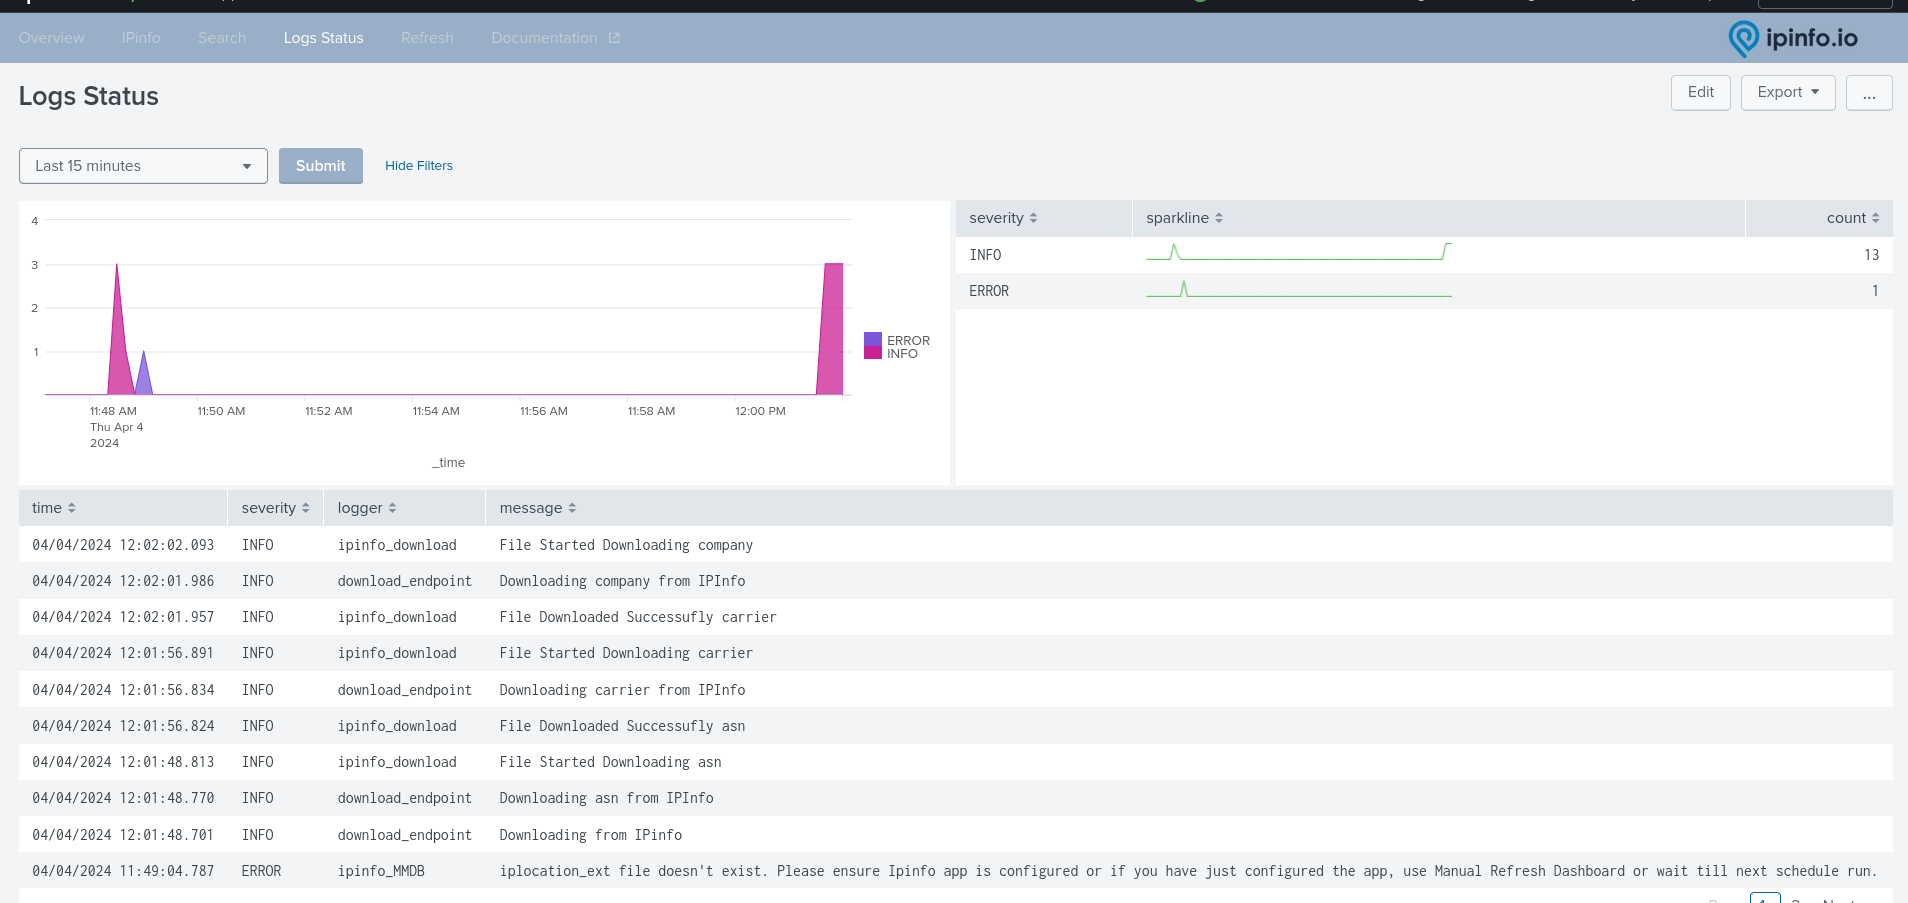 Overview IPinfo Search Logs Status Refresh Documentation ipinfo.io
Logs Status Edit Export ...
Last 15 minutes Submit Hide Filters
4
3
2
1
11:48 AM 11:50 AM 11:52 AM 11:54 AM 11:56 AM 11:58 AM 12:00 PM
Thu Apr 4
2024
_time
ERROR
INFO
severity sparkline count
INFO 13
ERROR 1
time severity logger message
04/04/2024 12:02:02.093 INFO ipinfo_download File Started Downloading company
04/04/2024 12:02:01.986 INFO download_endpoint Downloading company from IPInfo
04/04/2024 12:02:01.957 INFO ipinfo_download File Downloaded Successufly carrier
04/04/2024 12:01:56.891 INFO ipinfo_download File Started Downloading carrier
04/04/2024 12:01:56.834 INFO download_endpoint Downloading carrier from IPInfo
04/04/2024 12:01:56.824 INFO ipinfo_download File Downloaded Successufly asn
04/04/2024 12:01:48.813 INFO ipinfo_download File Started Downloading asn
04/04/2024 12:01:48.770 INFO download_endpoint Downloading asn from IPInfo
04/04/2024 12:01:48.701 INFO download_endpoint Downloading from IPinfo
04/04/2024 11:49:04.787 ERROR ipinfo_MMDB iplocation_ext file doesn't exist. Please ensure Ipinfo app is configured or if you have just configured the app, use Manual Refresh Dashboard or wait till next schedule run.